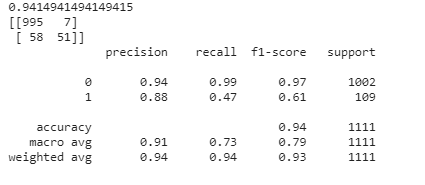 0.9414941494149415
[[995   7]
 [ 58  51]]
              precision    recall  f1-score   support

           0       0.94      0.99      0.97      1002
           1       0.88      0.47      0.61       109

    accuracy                           0.94      1111
   macro avg       0.91      0.73      0.79      1111
weighted avg       0.94      0.94      0.93      1111